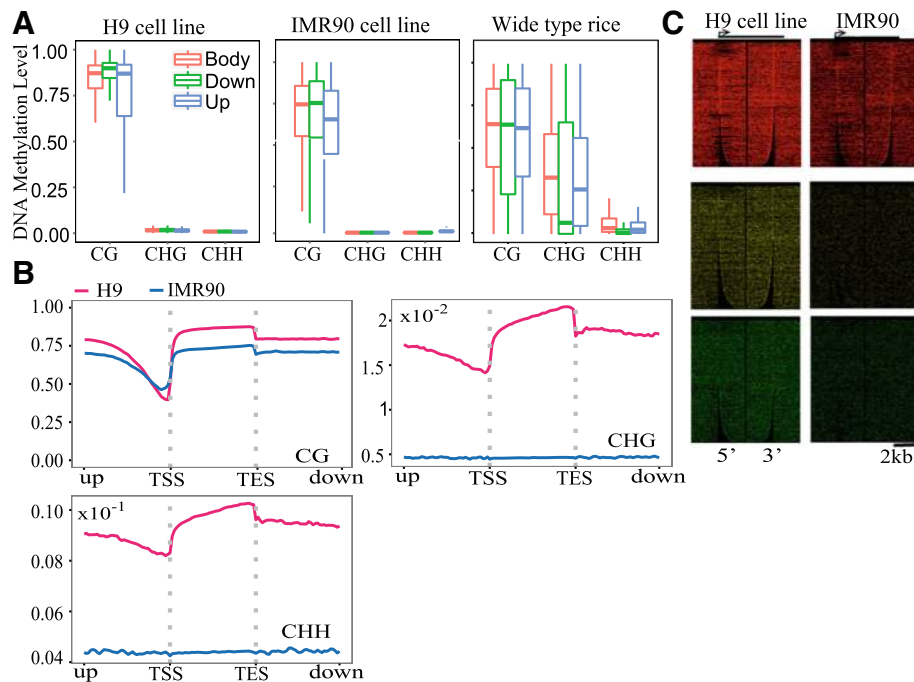 A
H9 cell line
IMR90 cell line
Wide type rice
DNA Methylation Level
1.00
0.75
0.50
0.25
0.00
Body
Down
Up
CG CHG CHH
CG CHG CHH
CG CHG CHH
B
H9 IMR90
1.00
0.75
0.50
0.25
0.00
CG
up TSS TES down
x10-2
2
1.5
1
0.5
CHG
up TSS TES down
x10-1
0.10
0.08
0.06
0.04
CHH
up TSS TES down
C
H9 cell line IMR90
5’ 3’
2kb